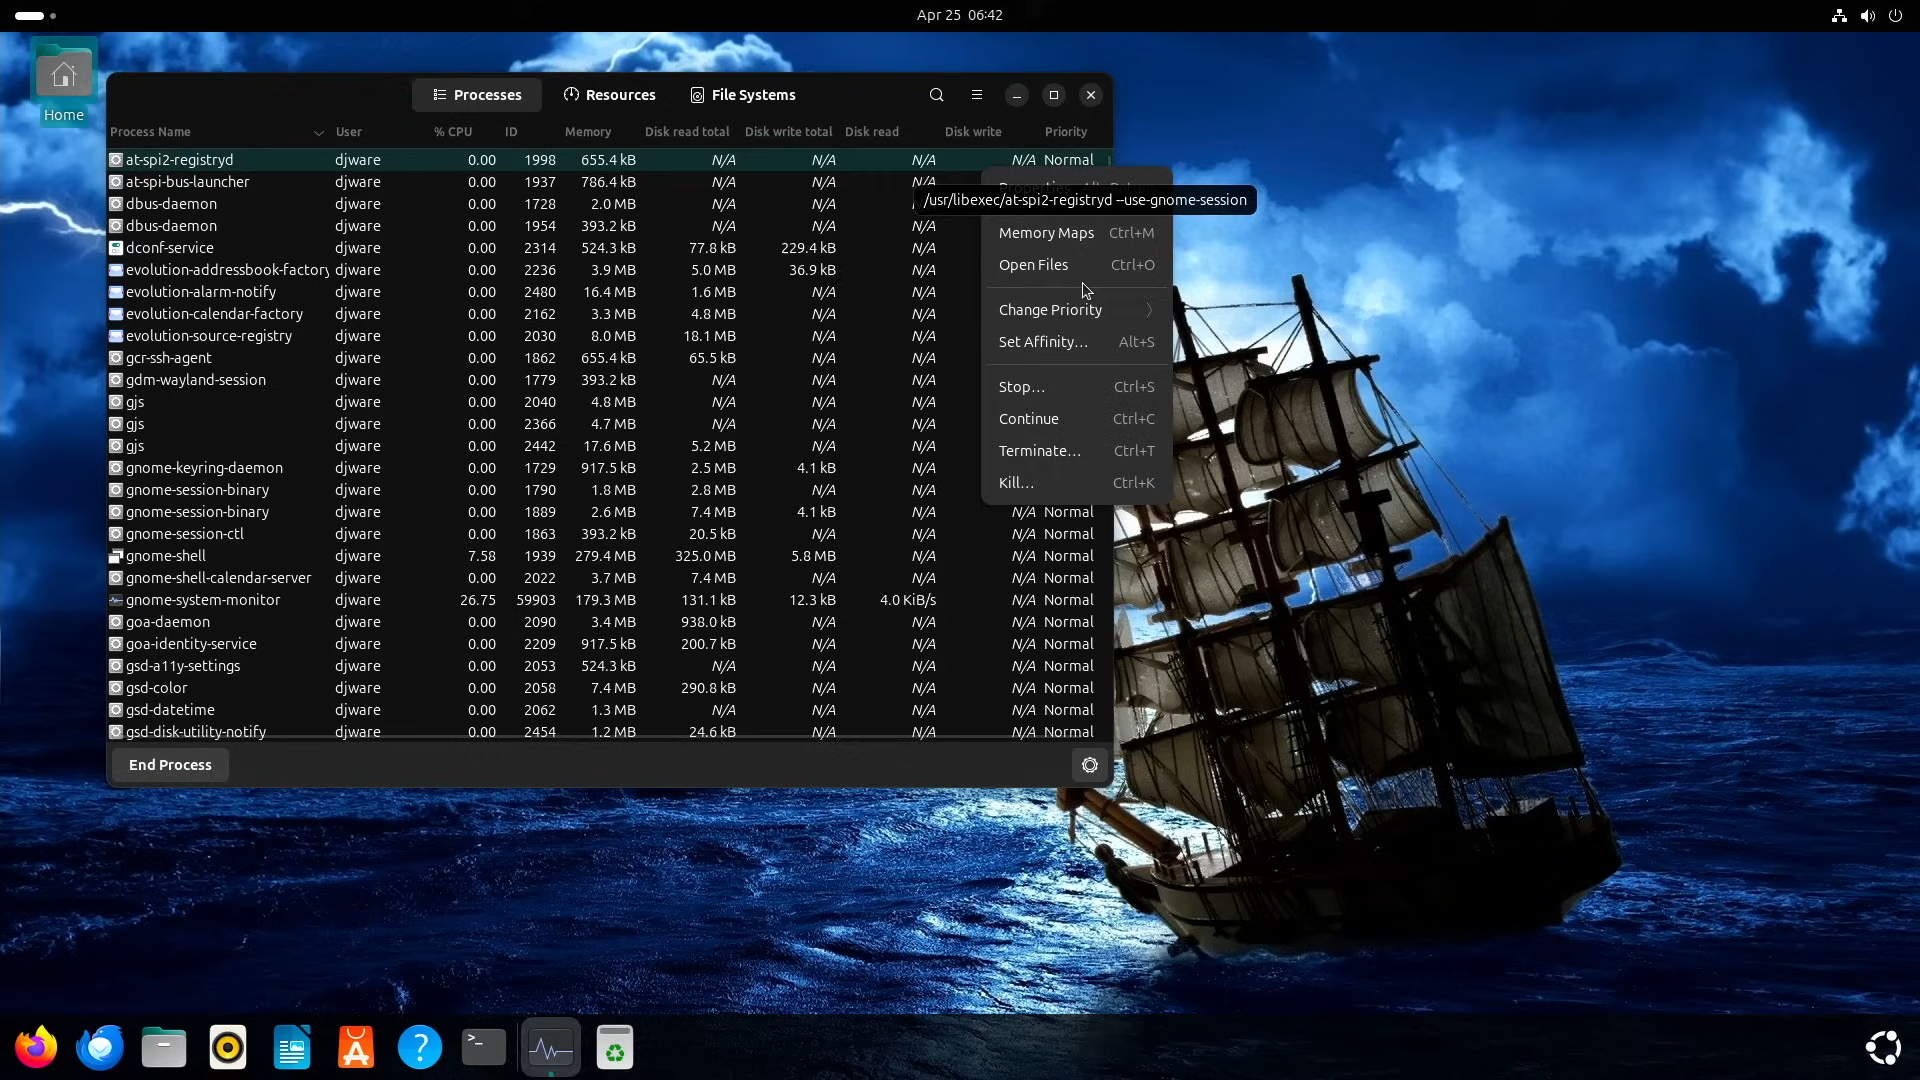 Apr 25 06:42
Home
Processes Resources File Systems
Process Name User % CPU ID Memory Disk read total Disk write total Disk read Disk write Priority
at-spi2-registryd djware 0.00 1998 655.4 kB N/A N/A N/A N/A Normal
at-spi-bus-launcher djware 0.00 1937 786.4 kB N/A N/A N/A
dbus-daemon djware 0.00 1728 2.0 MB N/A N/A
dbus-daemon djware 0.00 1954 393.2 kB N/A N/A N/A
dconf-service djware 0.00 2314 524.3 kB 77.8 kB 229.4 kB N/A
evolution-addressbook-factory djware 0.00 2236 3.9 MB 5.0 MB 36.9 kB N/A
evolution-alarm-notify djware 0.00 2480 16.4 MB 1.6 MB N/A N/A
evolution-calendar-factory djware 0.00 2162 3.3 MB 4.8 MB N/A N/A
evolution-source-registry djware 0.00 2030 8.0 MB 18.1 MB N/A N/A
gcr-ssh-agent djware 0.00 1862 655.4 kB 65.5 kB N/A N/A
gdm-wayland-session djware 0.00 1779 393.2 kB N/A N/A N/A
gjs djware 0.00 2040 4.8 MB N/A N/A N/A
gjs djware 0.00 2366 4.7 MB N/A N/A N/A
gjs djware 0.00 2442 17.6 MB 5.2 MB N/A N/A
gnome-keyring-daemon djware 0.00 1729 917.5 kB 2.5 MB 4.1 kB N/A
gnome-session-binary djware 0.00 1790 1.8 MB 2.8 MB N/A N/A
gnome-session-binary djware 0.00 1889 2.6 MB 7.4 MB 4.1 kB N/A N/A Normal
gnome-session-ctl djware 0.00 1863 393.2 kB 20.5 kB N/A N/A N/A Normal
gnome-shell djware 7.58 1939 279.4 MB 325.0 MB 5.8 MB N/A N/A Normal
gnome-shell-calendar-server djware 0.00 2022 3.7 MB 7.4 MB N/A N/A N/A Normal
gnome-system-monitor djware 26.75 59903 179.3 MB 131.1 kB 12.3 kB 4.0 KiB/s N/A Normal
goa-daemon djware 0.00 2090 3.4 MB 938.0 kB N/A N/A N/A Normal
goa-identity-service djware 0.00 2209 917.5 kB 200.7 kB N/A N/A N/A Normal
gsd-a11y-settings djware 0.00 2053 524.3 kB N/A N/A N/A N/A Normal
gsd-color djware 0.00 2058 7.4 MB 290.8 kB N/A N/A N/A Normal
gsd-datetime djware 0.00 2062 1.3 MB N/A N/A N/A N/A Normal
gsd-disk-utility-notify djware 0.00 2454 1.2 MB 24.6 kB N/A N/A N/A Normal
/usr/libexec/at-spi2-registryd --use-gnome-session
Memory Maps Ctrl+M
Open Files Ctrl+O
Change Priority
Set Affinity… Alt+S
Stop… Ctrl+S
Continue Ctrl+C
Terminate… Ctrl+T
Kill… Ctrl+K
End Process